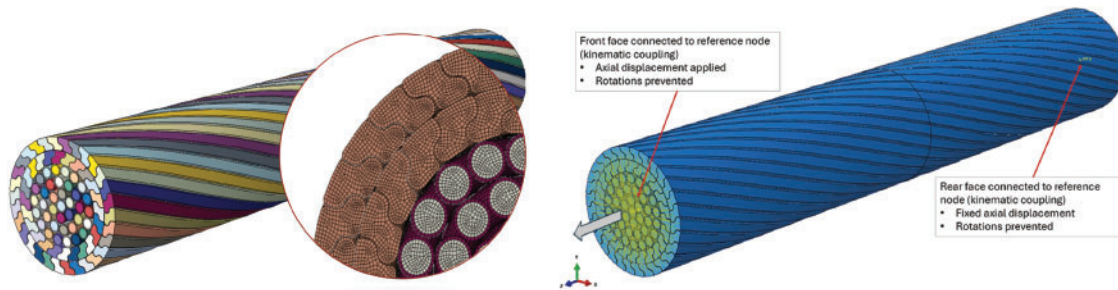 Front face connected to reference node
(kinematic coupling)
• Axial displacement applied
• Rotations prevented
Rear face connected to reference
node (kinematic coupling)
• Fixed axial displacement
• Rotations prevented
Y
Z
X